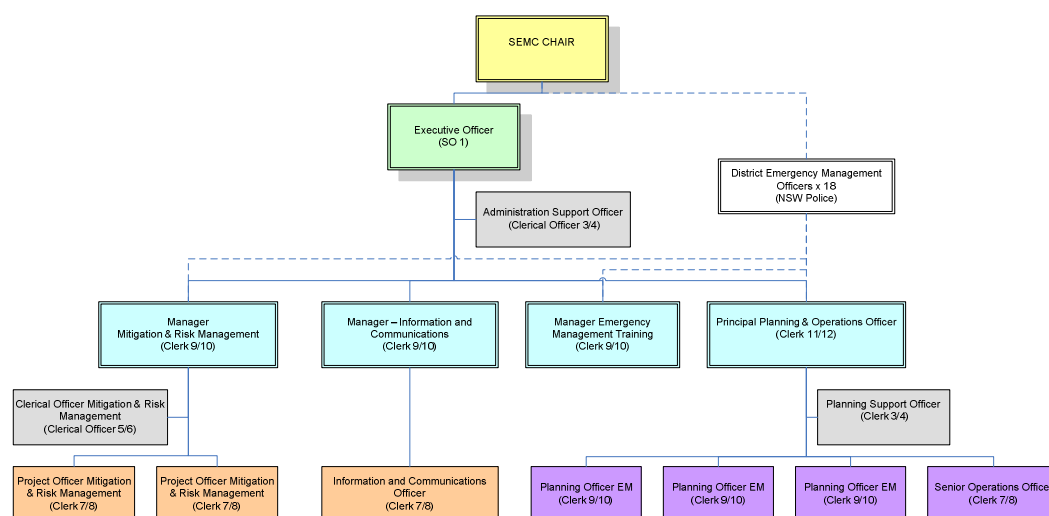 SEMC CHAIR
Executive Officer
(SO 1)
District Emergency Management
Officers x 18
(NSW Police)
Administration Support Officer
(Clerical Officer 3/4)
Manager
Mitigation & Risk Management
(Clerk 9/10)
Manager – Information and
Communications
(Clerk 9/10)
Manager Emergency
Management Training
(Clerk 9/10)
Principal Planning & Operations Officer
(Clerk 11/12)
Clerical Officer Mitigation & Risk
Management
(Clerical Officer 5/6)
Planning Support Officer
(Clerk 3/4)
Project Officer Mitigation
& Risk Management
(Clerk 7/8)
Project Officer Mitigation
& Risk Management
(Clerk 7/8)
Information and Communications
Officer
(Clerk 7/8)
Planning Officer EM
(Clerk 9/10)
Planning Officer EM
(Clerk 9/10)
Planning Officer EM
(Clerk 9/10)
Senior Operations Office
(Clerk 7/8)